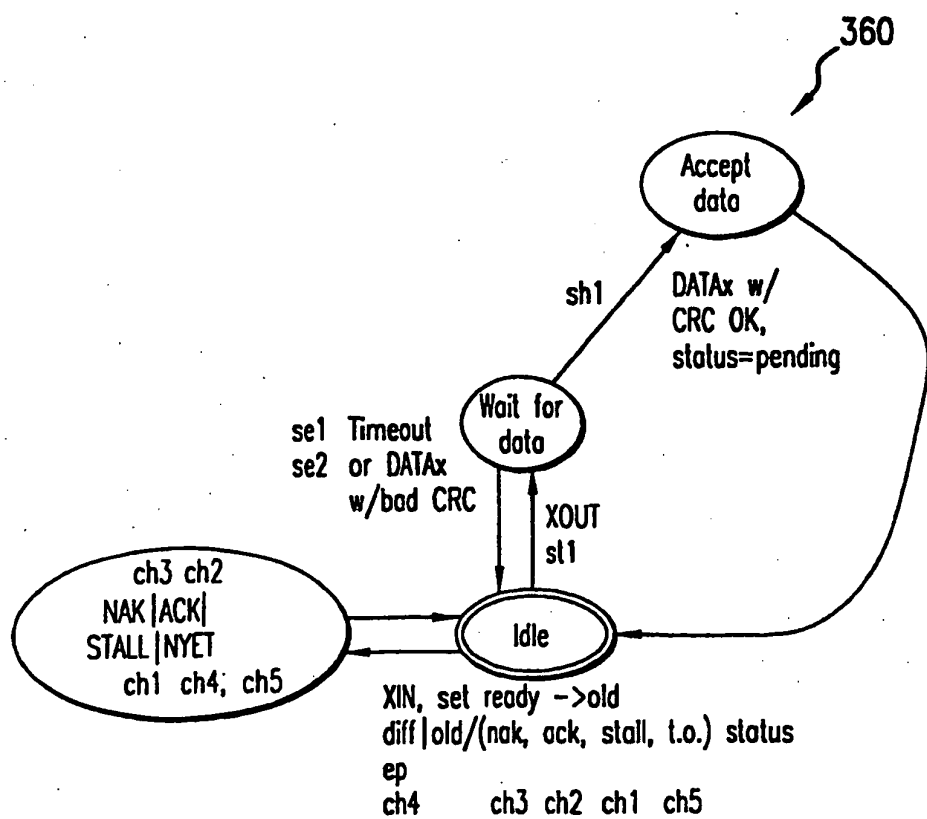 360
Accept
data
sh1
DATAx w/
CRC OK,
status=pending
Wait for
data
se1 Timeout
se2 or DATAx
w/bad CRC
XOUT
st1
ch3 ch2
NAK|ACK|
STALL|NYET
ch1 ch4; ch5
Idle
XIN, set ready ->old
diff|old/(nak, ack, stall, t.o.) status
ep
ch4 ch3 ch2 ch1 ch5